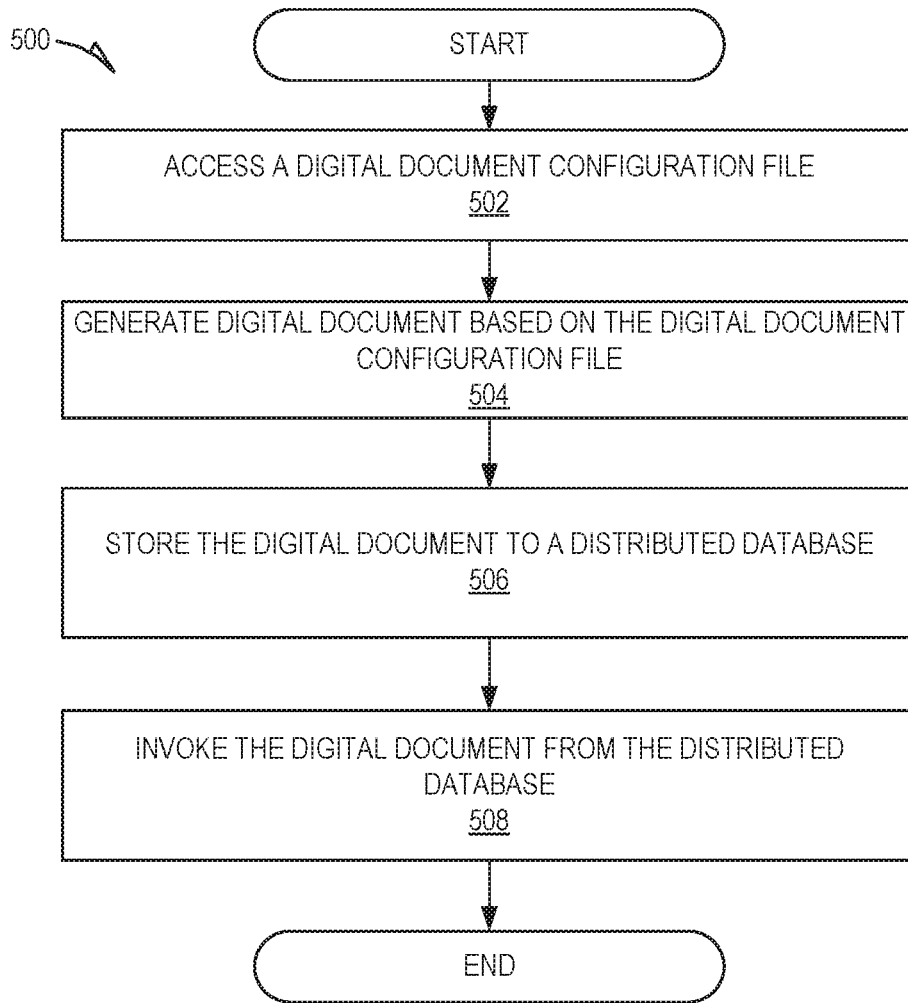 500
START
ACCESS A DIGITAL DOCUMENT CONFIGURATION FILE
502
GENERATE DIGITAL DOCUMENT BASED ON THE DIGITAL DOCUMENT
CONFIGURATION FILE
504
STORE THE DIGITAL DOCUMENT TO A DISTRIBUTED DATABASE
506
INVOKE THE DIGITAL DOCUMENT FROM THE DISTRIBUTED
DATABASE
508
END